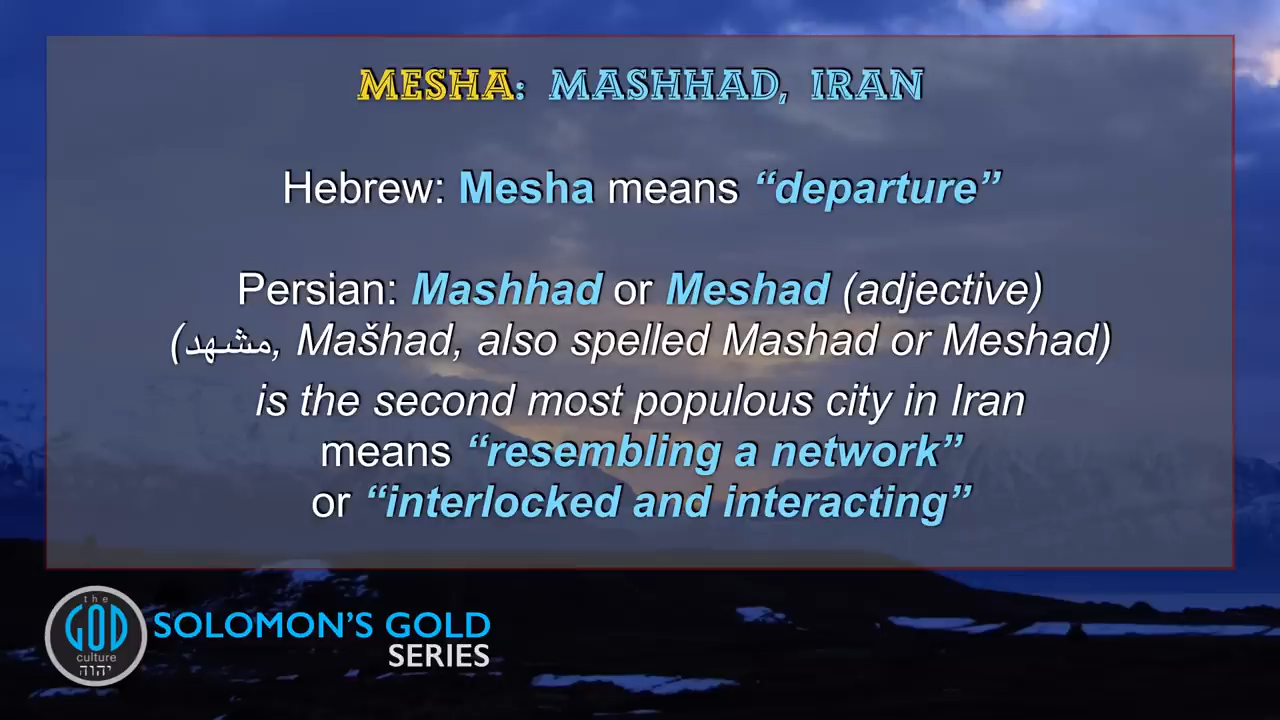 MESHA: MASHHAD, IRAN
Hebrew: Mesha means “departure”
Persian: Mashhad or Meshad (adjective)
(مشهد, Mašhad, also spelled Mashad or Meshad)
is the second most populous city in Iran
means “resembling a network”
or “interlocked and interacting”
the
GOD
culture
יהוה
SOLOMON’S GOLD
SERIES